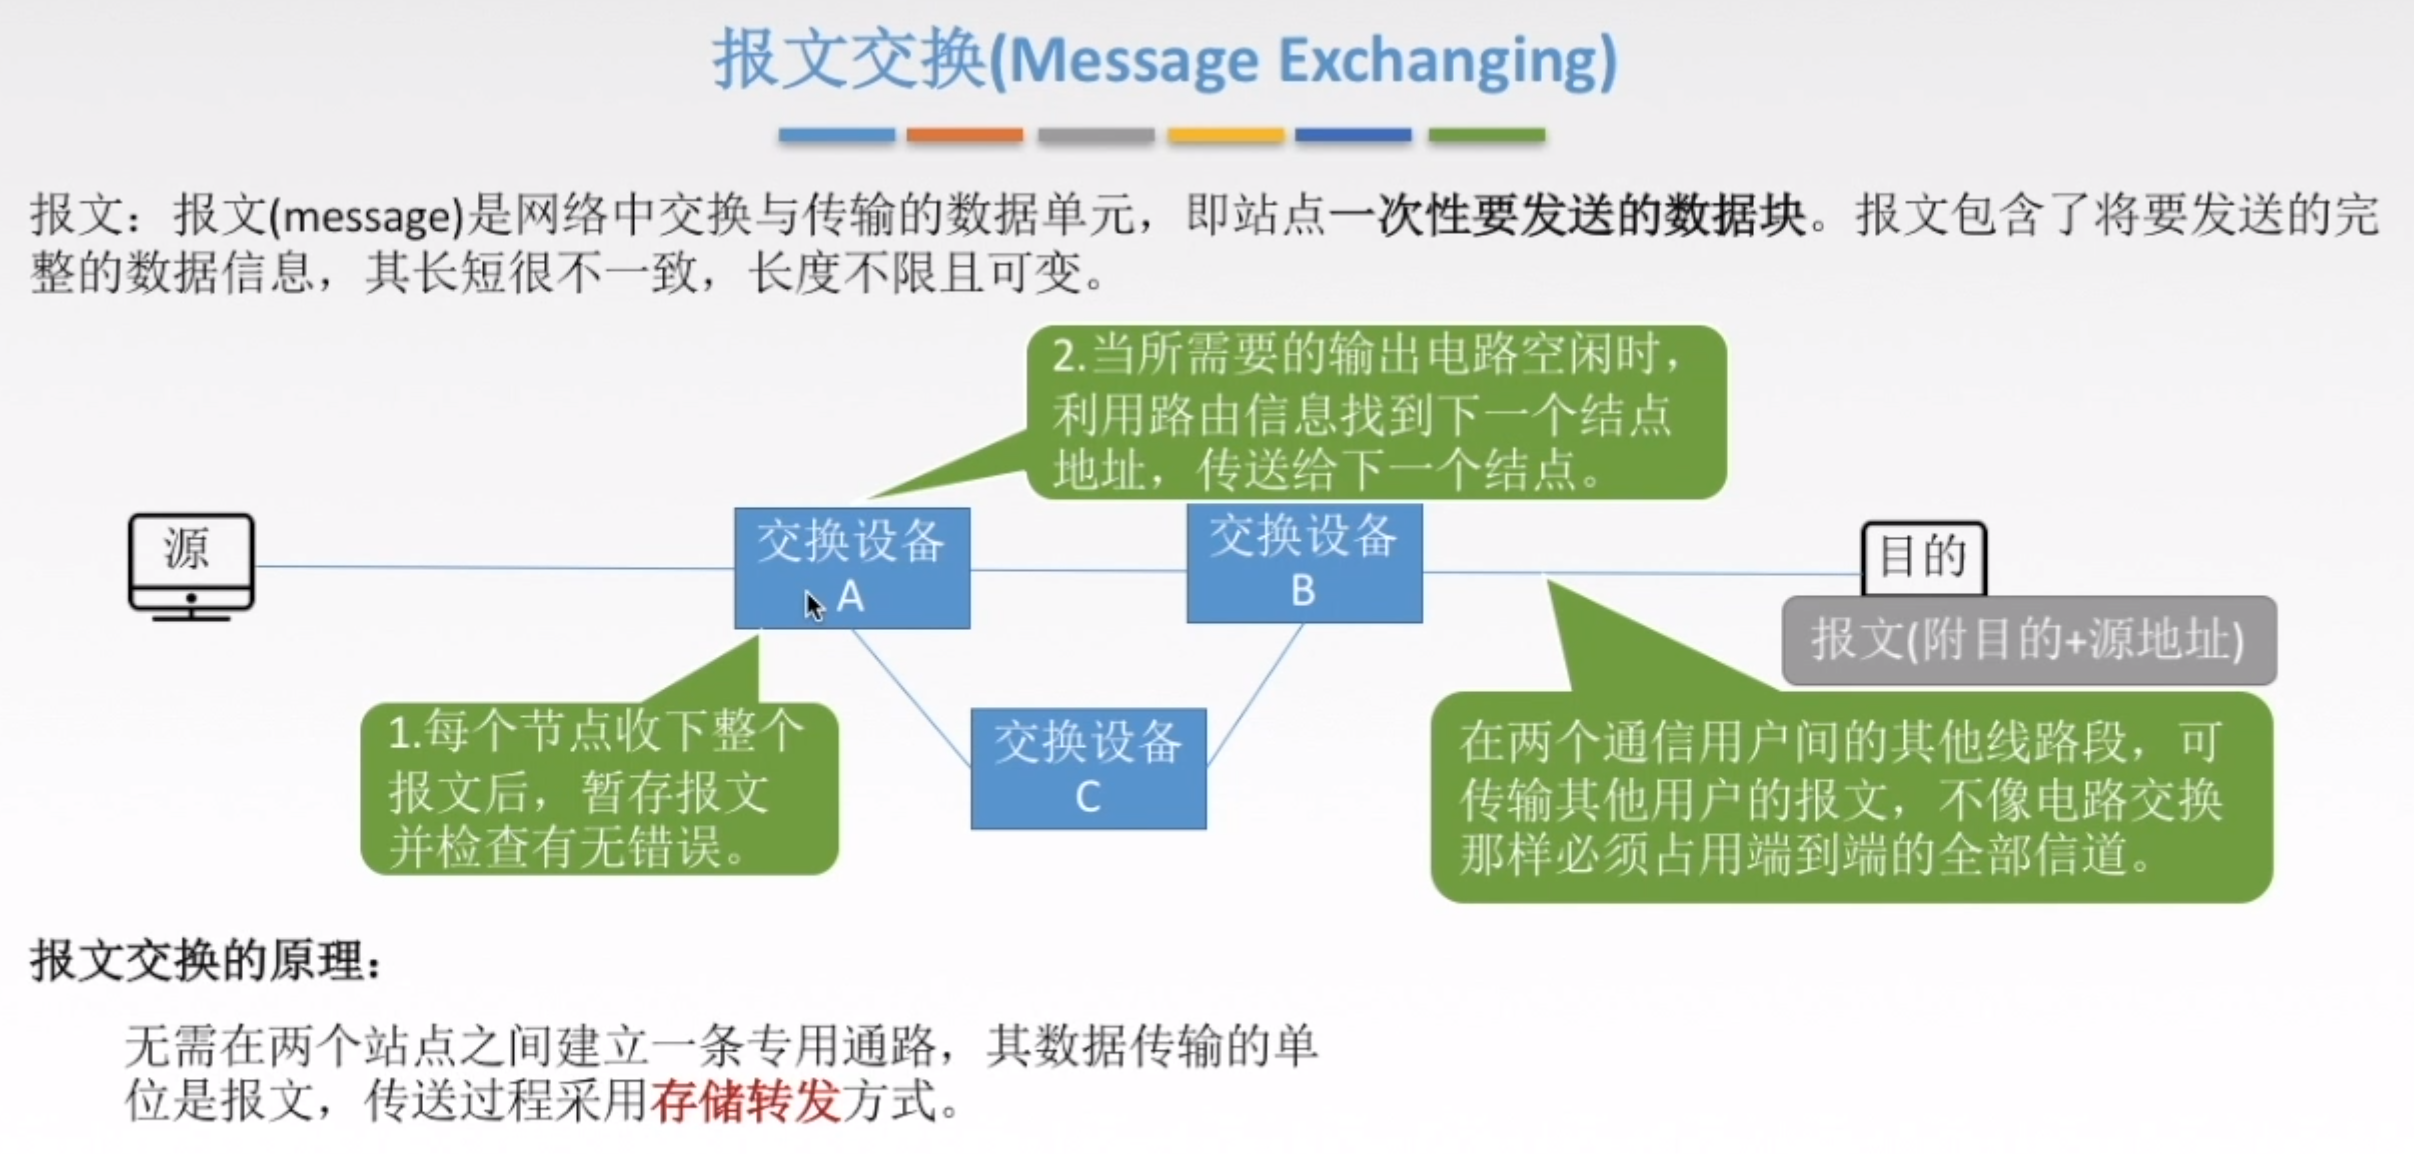 报文交换(Message Exchanging)
报文：报文(message)是网络中交换与传输的数据单元，即站点一次性要发送的数据块。报文包含了将要发送的完
整的数据信息，其长短很不一致，长度不限且可变。
2.当所需要的输出电路空闲时，
利用路由信息找到下一个结点
地址，传送给下一个结点。
源
交换设备
A
交换设备
B
目的
报文(附目的+源地址)
1.每个节点收下整个
报文后，暂存报文
并检查有无错误。
交换设备
C
在两个通信用户间的其他线路段，可
传输其他用户的报文，不像电路交换
那样必须占用端到端的全部信道。
报文交换的原理：
无需在两个站点之间建立一条专用通路，其数据传输的单
位是报文，传送过程采用存储转发方式。